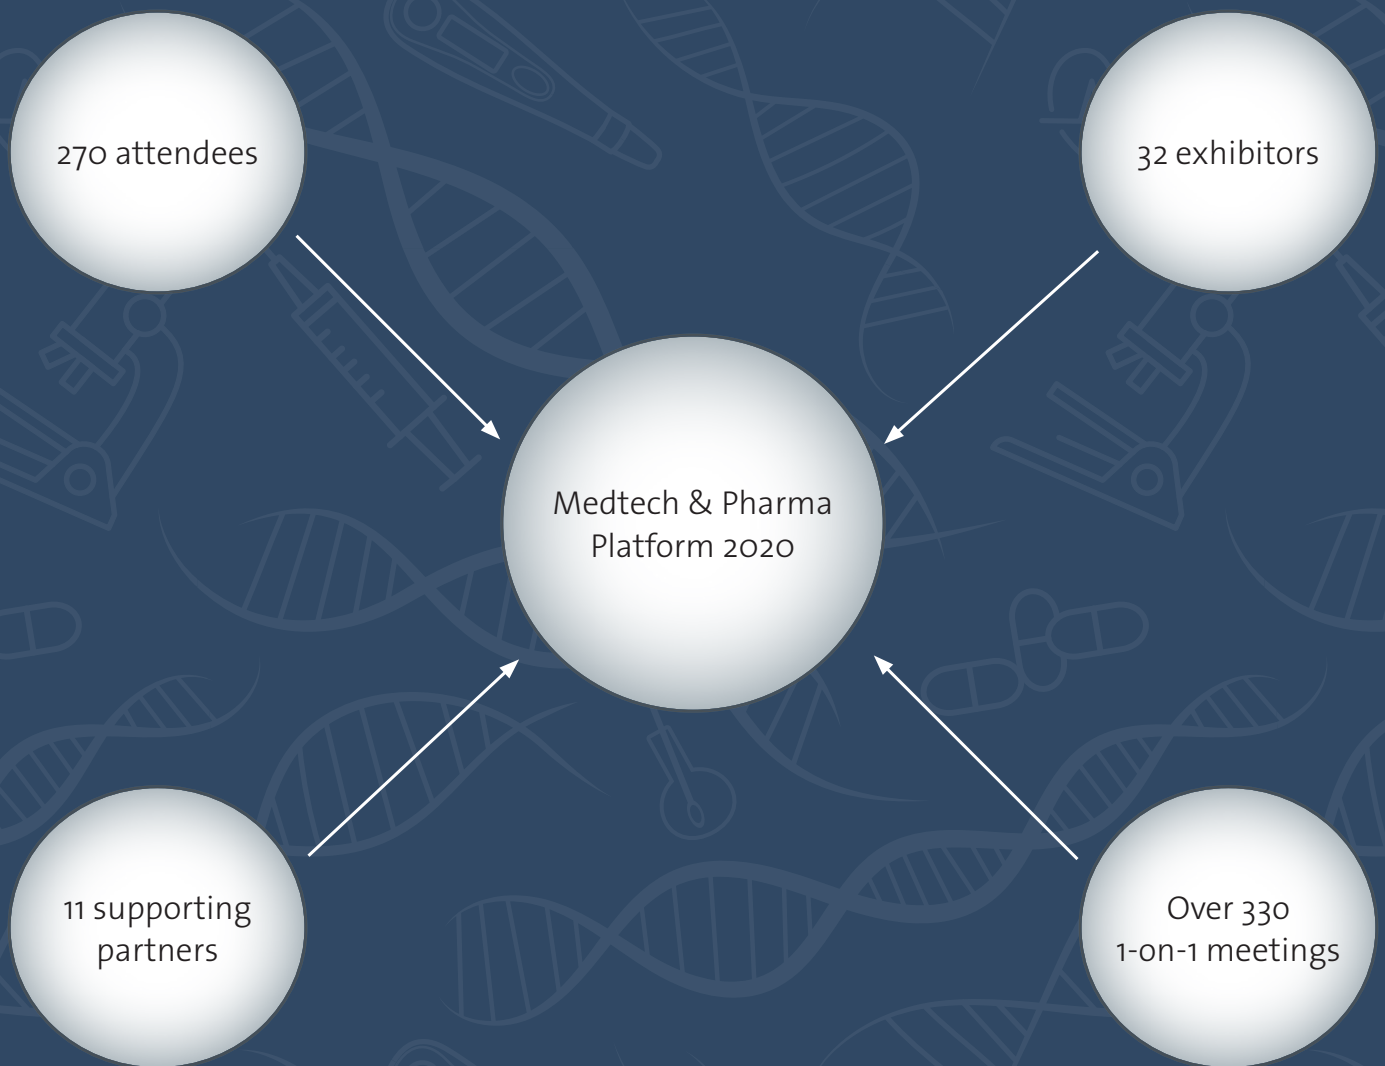 270 attendees
32 exhibitors
Medtech & Pharma
Platform 2020
11 supporting
partners
Over 330
1-on-1 meetings